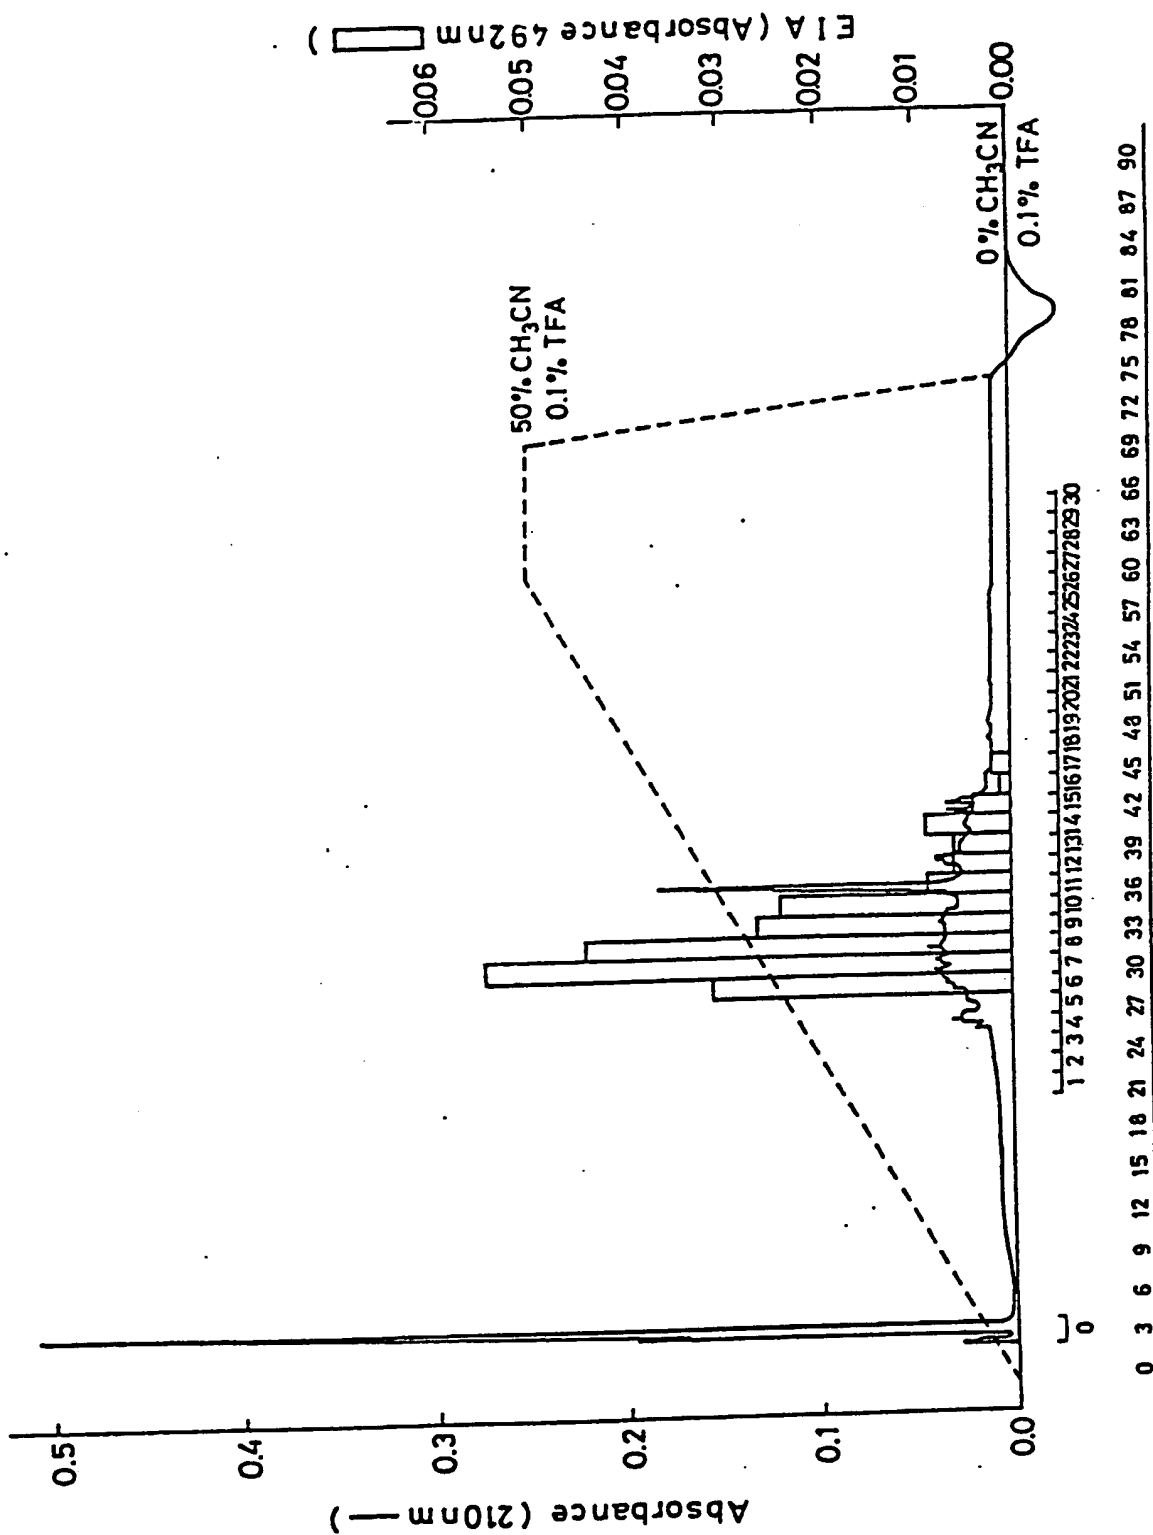 Absorbance (210nm —)
0.5
0.4
0.3
0.2
0.1
0.0
50% CH₃CN
0.1% TFA
0% CH₃CN
0.1% TFA
EIA (Absorbance 492nm )
0.06
0.05
0.04
0.03
0.02
0.01
0.00
0
1 2 3 4 5 6 7 8 9 10 11 12 13 14 15 16 17 18 19 20 21 22 23 24 25 26 27 28 29 30
0 3 6 9 12 15 18 21 24 27 30 33 36 39 42 45 48 51 54 57 60 63 66 69 72 75 78 81 84 87 90